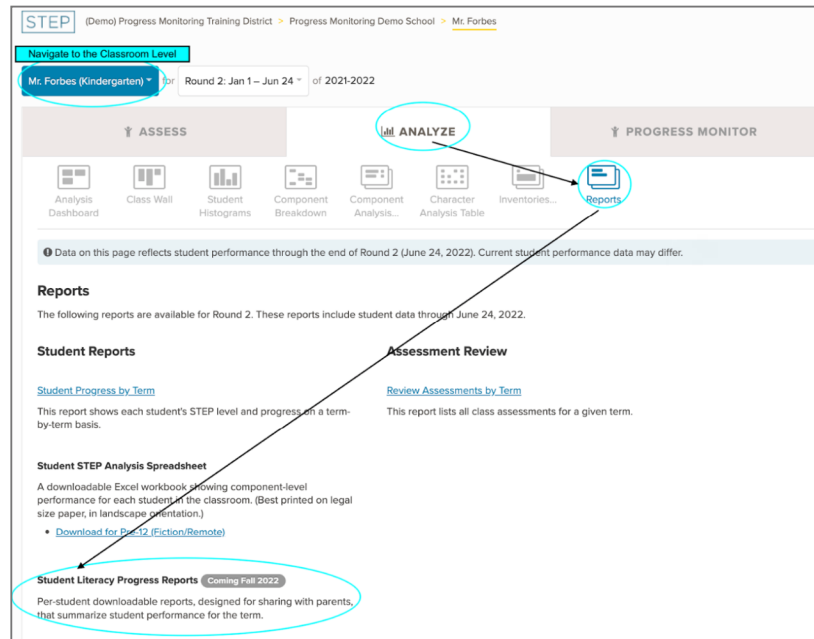 STEP (Demo) Progress Monitoring Training District > Progress Monitoring Demo School > Mr. Forbes
Navigate to the Classroom Level
Mr. Forbes (Kindergarten) for Round 2: Jan 1 – Jun 24 of 2021-2022
ASSESS
ANALYZE
PROGRESS MONITOR
Analysis Dashboard
Class Wall
Student Histograms
Component Breakdown
Component Analysis...
Character Analysis Table
Inventories...
Reports
Data on this page reflects student performance through the end of Round 2 (June 24, 2022). Current student performance data may differ.
Reports
The following reports are available for Round 2. These reports include student data through June 24, 2022.
Student Reports
Student Progress by Term
This report shows each student's STEP level and progress on a term-
by-term basis.
Assessment Review
Review Assessments by Term
This report lists all class assessments for a given term.
Student STEP Analysis Spreadsheet
A downloadable Excel workbook showing component-level
performance for each student in the classroom. (Best printed on legal
size paper, in landscape orientation.)
• Download for Pre-12 (Fiction/Remote)
Student Literacy Progress Reports Coming Fall 2022
Per-student downloadable reports, designed for sharing with parents,
that summarize student performance for the term.